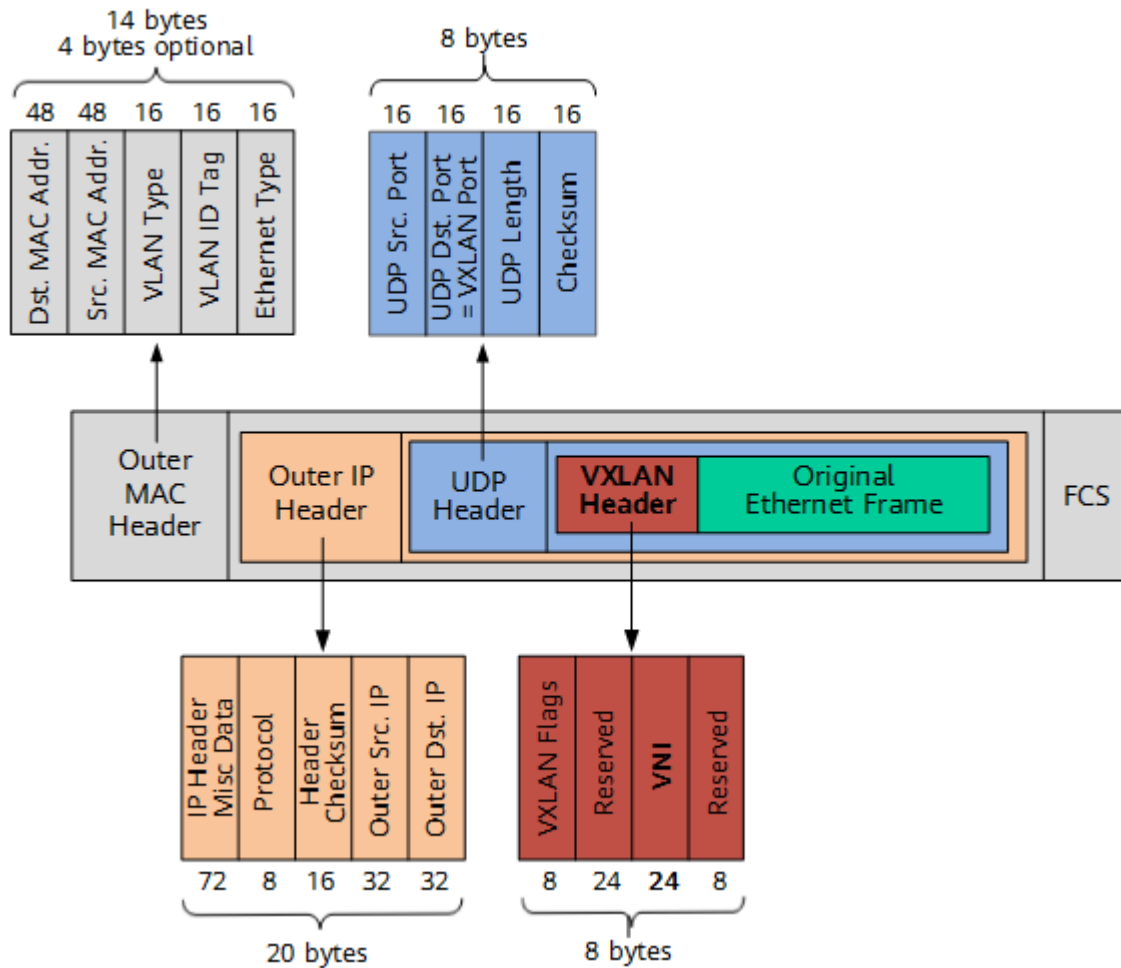 14 bytes
4 bytes optional
8 bytes
48 48 16 16 16
16 16 16 16
Dst. MAC Addr.
Src. MAC Addr.
VLAN Type
VLAN ID Tag
Ethernet Type
UDP Src. Port
UDP Dst. Port
= VXLAN Port
UDP Length
Checksum
Outer
MAC
Header
Outer IP
Header
UDP
Header
VXLAN
Header
Original
Ethernet Frame
FCS
IP Header
Misc Data
Protocol
Header
Checksum
Outer Src. IP
Outer Dst. IP
VXLAN Flags
Reserved
VNI
Reserved
72 8 16 32 32
8 24 24 8
20 bytes
8 bytes